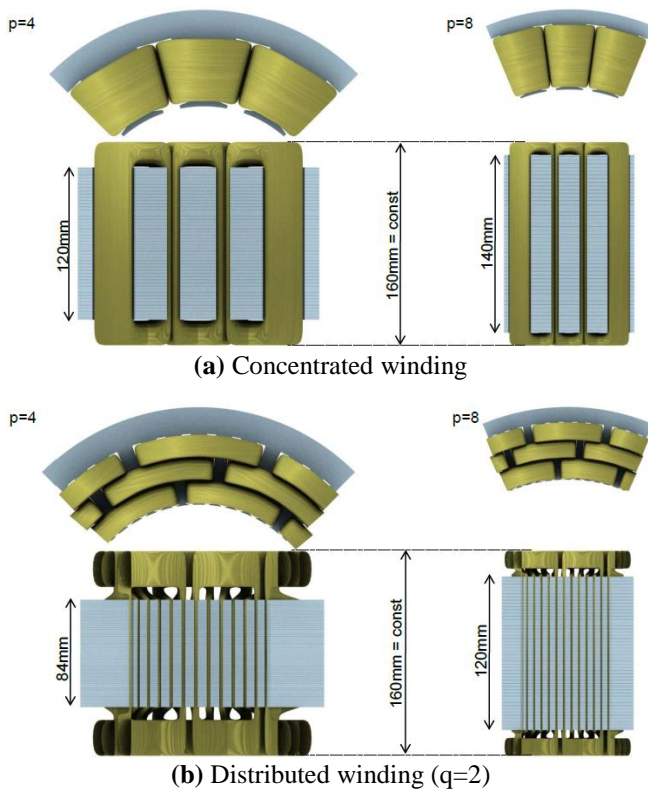 p=4
p=8
120mm
160mm = const
140mm
(a) Concentrated winding
p=4
p=8
84mm
160mm = const
120mm
(b) Distributed winding (q=2)